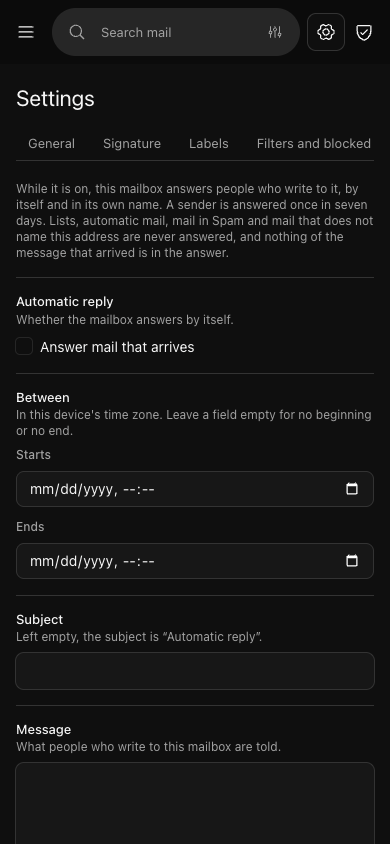 Search mail
Settings
General
Signature
Labels
Filters and blocked
While it is on, this mailbox answers people who write to it, by
itself and in its own name. A sender is answered once in seven
days. Lists, automatic mail, mail in Spam and mail that does not
name this address are never answered, and nothing of the
message that arrived is in the answer.
Automatic reply
Whether the mailbox answers by itself.
Answer mail that arrives
Between
In this device's time zone. Leave a field empty for no beginning
or no end.
Starts
mm/dd/yyyy, --:--
Ends
mm/dd/yyyy, --:--
Subject
Left empty, the subject is “Automatic reply”.
Message
What people who write to this mailbox are told.